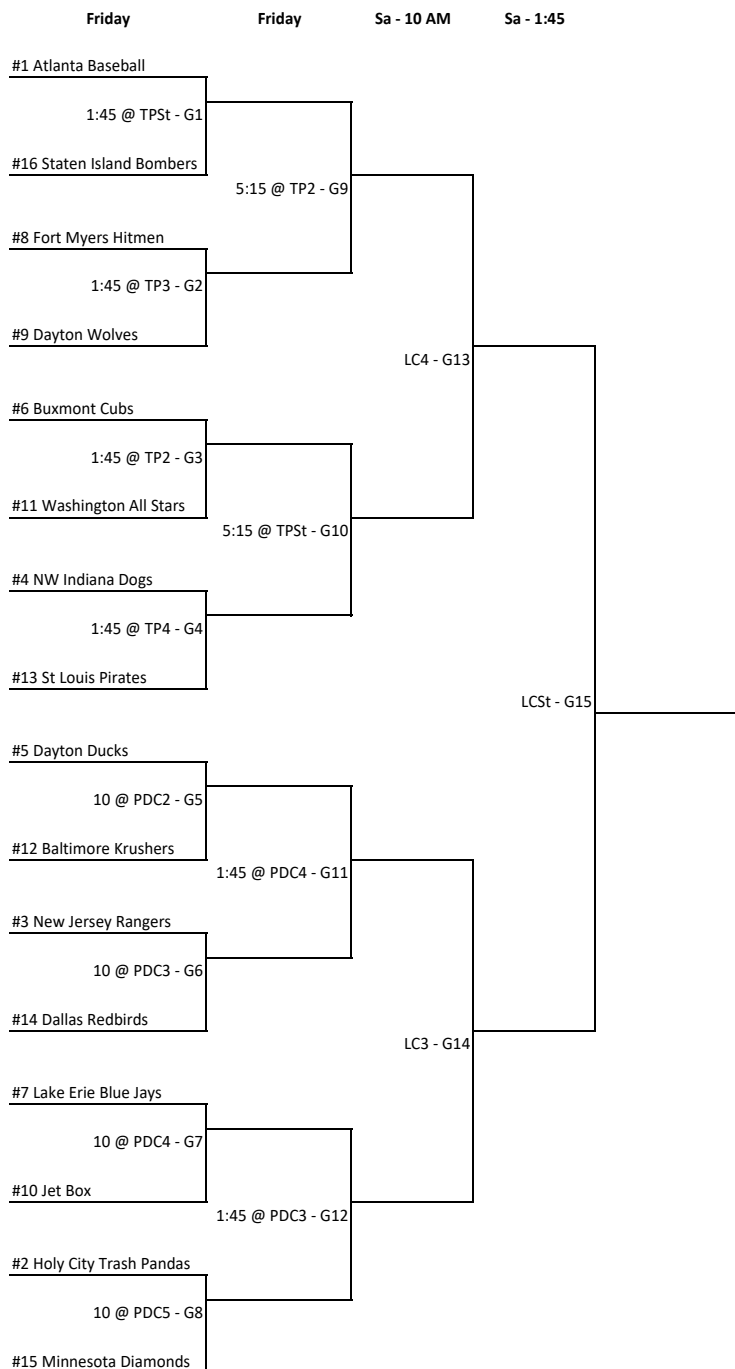 Friday Friday Sa - 10 AM Sa - 1:45
#1 Atlanta Baseball
1:45 @ TPSt - G1
#16 Staten Island Bombers
5:15 @ TP2 - G9
#8 Fort Myers Hitmen
1:45 @ TP3 - G2
#9 Dayton Wolves
LC4 - G13
#6 Buxmont Cubs
1:45 @ TP2 - G3
#11 Washington All Stars
5:15 @ TPSt - G10
#4 NW Indiana Dogs
1:45 @ TP4 - G4
#13 St Louis Pirates
LCSt - G15
#5 Dayton Ducks
10 @ PDC2 - G5
#12 Baltimore Krushers
1:45 @ PDC4 - G11
#3 New Jersey Rangers
10 @ PDC3 - G6
#14 Dallas Redbirds
LC3 - G14
#7 Lake Erie Blue Jays
10 @ PDC4 - G7
#10 Jet Box
1:45 @ PDC3 - G12
#2 Holy City Trash Pandas
10 @ PDC5 - G8
#15 Minnesota Diamonds